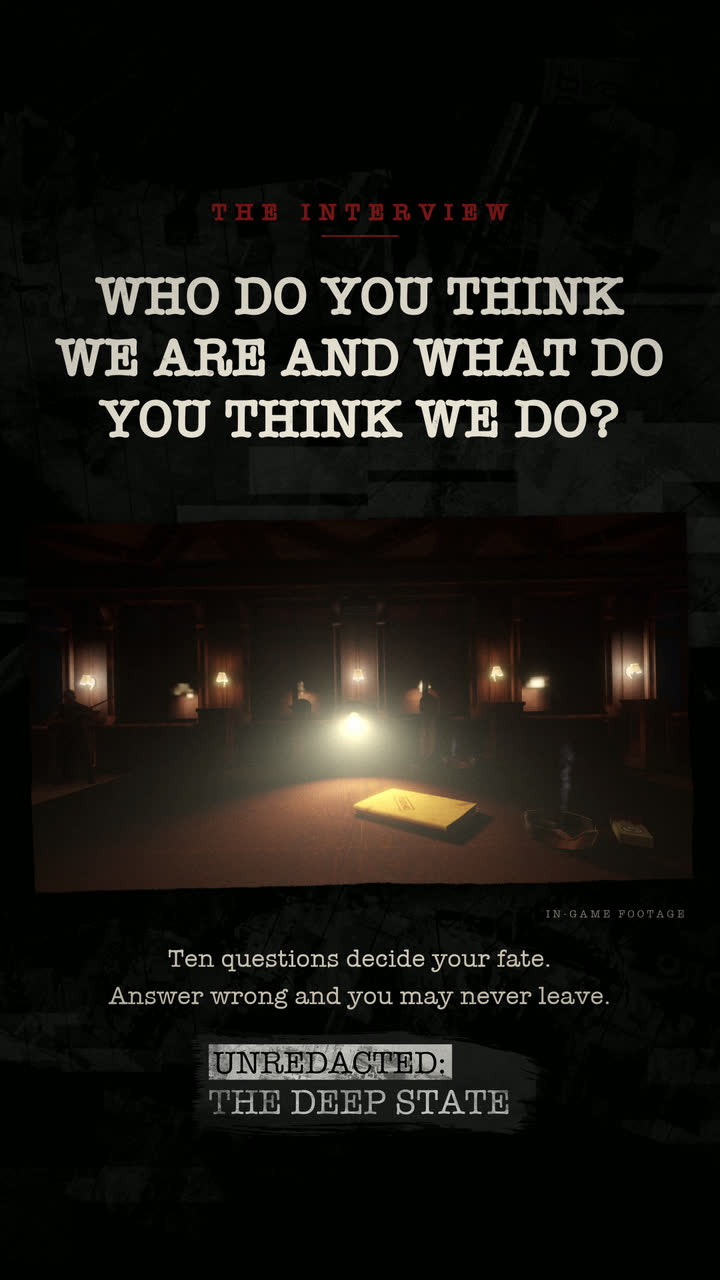 THE INTERVIEW
WHO DO YOU THINK
WE ARE AND WHAT DO
YOU THINK WE DO?
IN-GAME FOOTAGE
Ten questions decide your fate.
Answer wrong and you may never leave.
UNREDACTED:
THE DEEP STATE